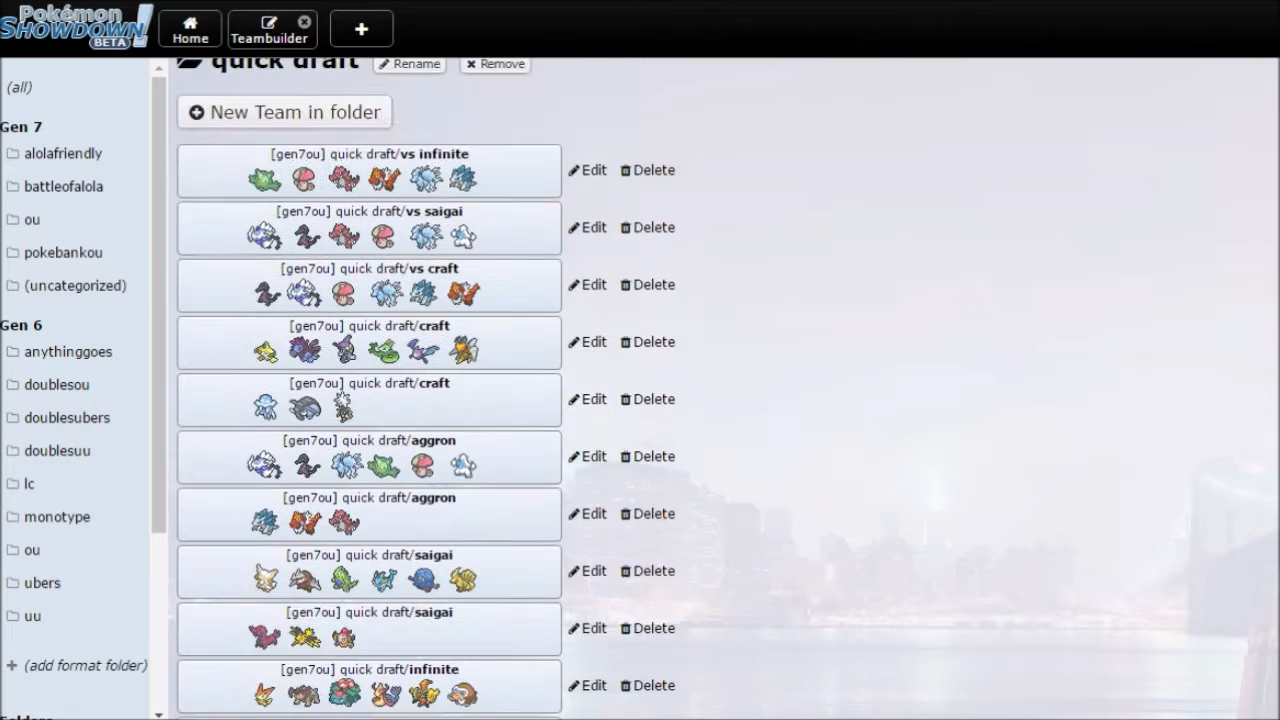 Pokémon
SHOWDOWN!
BETA
Home
Teambuilder
(all)
Gen 7
alolafriendly
battleofalola
ou
pokebankou
(uncategorized)
Gen 6
anythinggoes
doublesou
doublesubers
doublesuu
lc
monotype
ou
ubers
uu
(add format folder)
Folders
quick draft Rename Remove
New Team in folder
[gen7ou] quick draft/vs infinite
Edit Delete
[gen7ou] quick draft/vs saigai
Edit Delete
[gen7ou] quick draft/vs craft
Edit Delete
[gen7ou] quick draft/craft
Edit Delete
[gen7ou] quick draft/craft
Edit Delete
[gen7ou] quick draft/aggron
Edit Delete
[gen7ou] quick draft/aggron
Edit Delete
[gen7ou] quick draft/saigai
Edit Delete
[gen7ou] quick draft/saigai
Edit Delete
[gen7ou] quick draft/infinite
Edit Delete